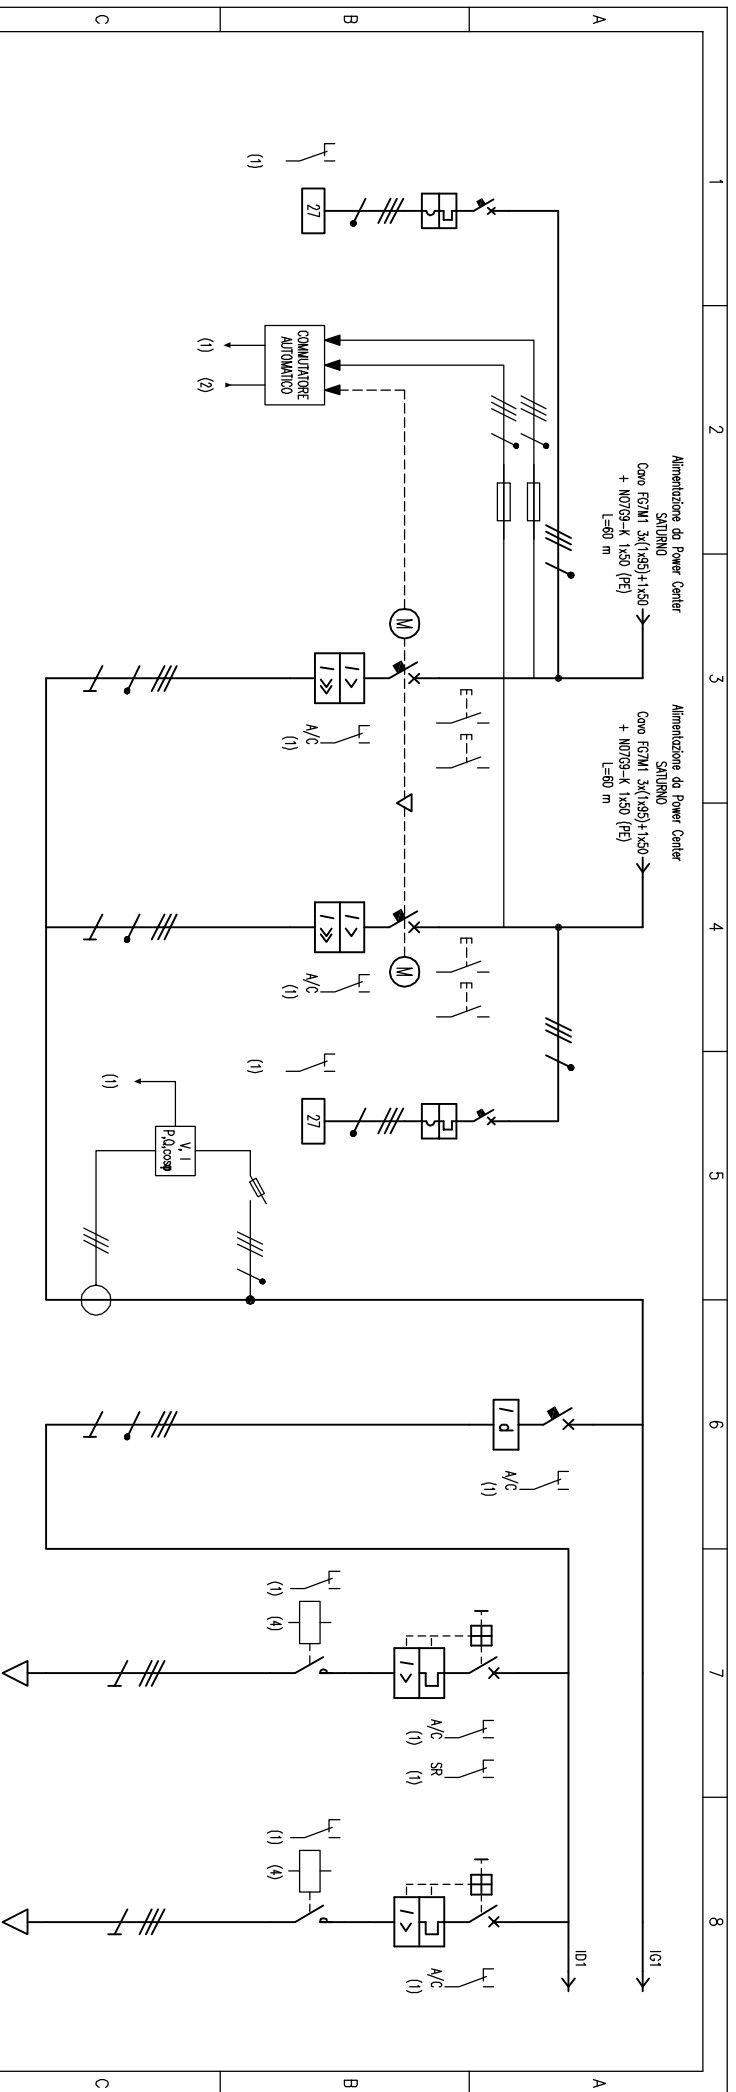 1
2
3
4
5
6
7
8
A
A
B
B
C
C
Alimentazione da Power Center
SATURNO
Cavo FG7M1 3x(1x95)+1x50
+ N07G9-K 1x50 (PE)
L=60 m
Alimentazione da Power Center
SATURNO
Cavo FG7M1 3x(1x95)+1x50
+ N07G9-K 1x50 (PE)
L=60 m
IG1
ID1
(1)
27
COMMUTATORE
AUTOMATICO
(1)
(2)
M
I >
I >>
E
E
A/C
(1)
M
I >
I >>
E
E
A/C
(1)
(1)
27
V, I
P,Q,cosφ
(1)
I d
A/C
(1)
(1)
(4)
I >
A/C
(1)
SR
(1)
(1)
(4)
I >
A/C
(1)